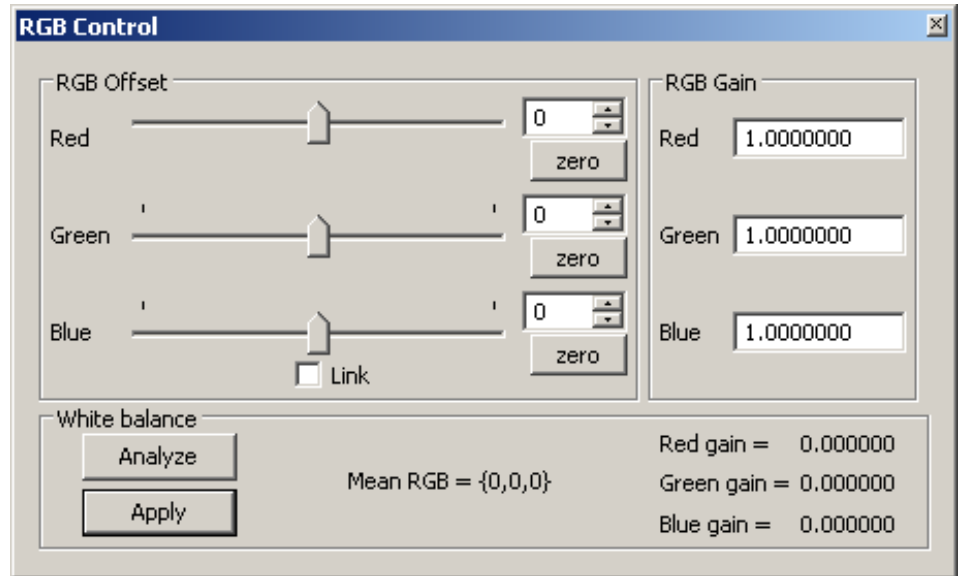 RGB Control
RGB Offset
Red
0
zero
Green
0
zero
Blue
0
zero
Link
RGB Gain
Red 1.0000000
Green 1.0000000
Blue 1.0000000
White balance
Analyze
Apply
Mean RGB = {0,0,0}
Red gain = 0.000000
Green gain = 0.000000
Blue gain = 0.000000